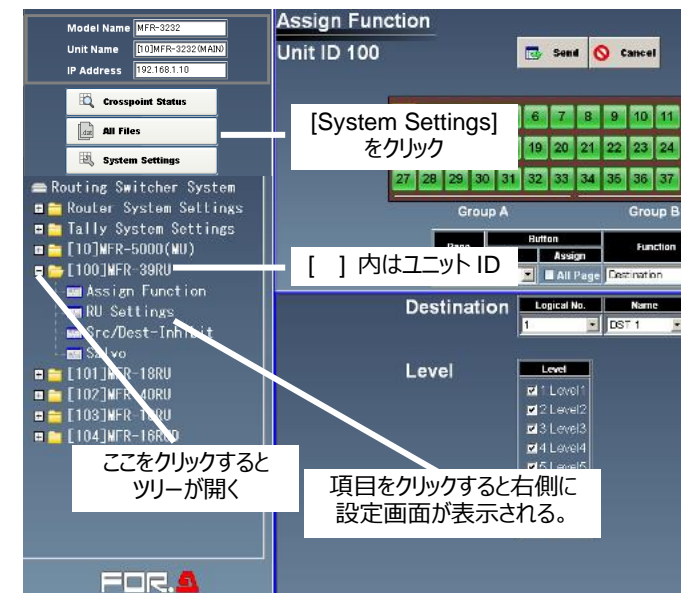 Model Name MFR-3232
Unit Name [10]MFR-3232(MAIN)
IP Address 192.168.1.10
Crosspoint Status
All Files
System Settings
Routing Switcher System
Router System Settings
Tally System Settings
[10]MFR-5000(MU)
[100]MFR-39RU
Assign Function
RU Settings
Src/Dest-Inhibit
Salvo
[101]MFR-18RU
[102]MFR-40RU
[103]MFR-16RU
[104]MFR-16RUD
ここをクリックすると
ツリーが開く
FOR.A
Assign Function
Unit ID 100
Send Cancel
[System Settings]
をクリック
6 7 8 9 10 11
19 20 21 22 23 24
27 28 29 30 31 32 33 34 35 36 37
Group A Group B
Button
Function
Assign
All Page Destination
[ ] 内はユニット ID
Destination
Logical No. Name
1 DST 1
Level
Level
1 Level1
2 Level2
3 Level3
4 Level4
5 Level5
項目をクリックすると右側に
設定画面が表示される。